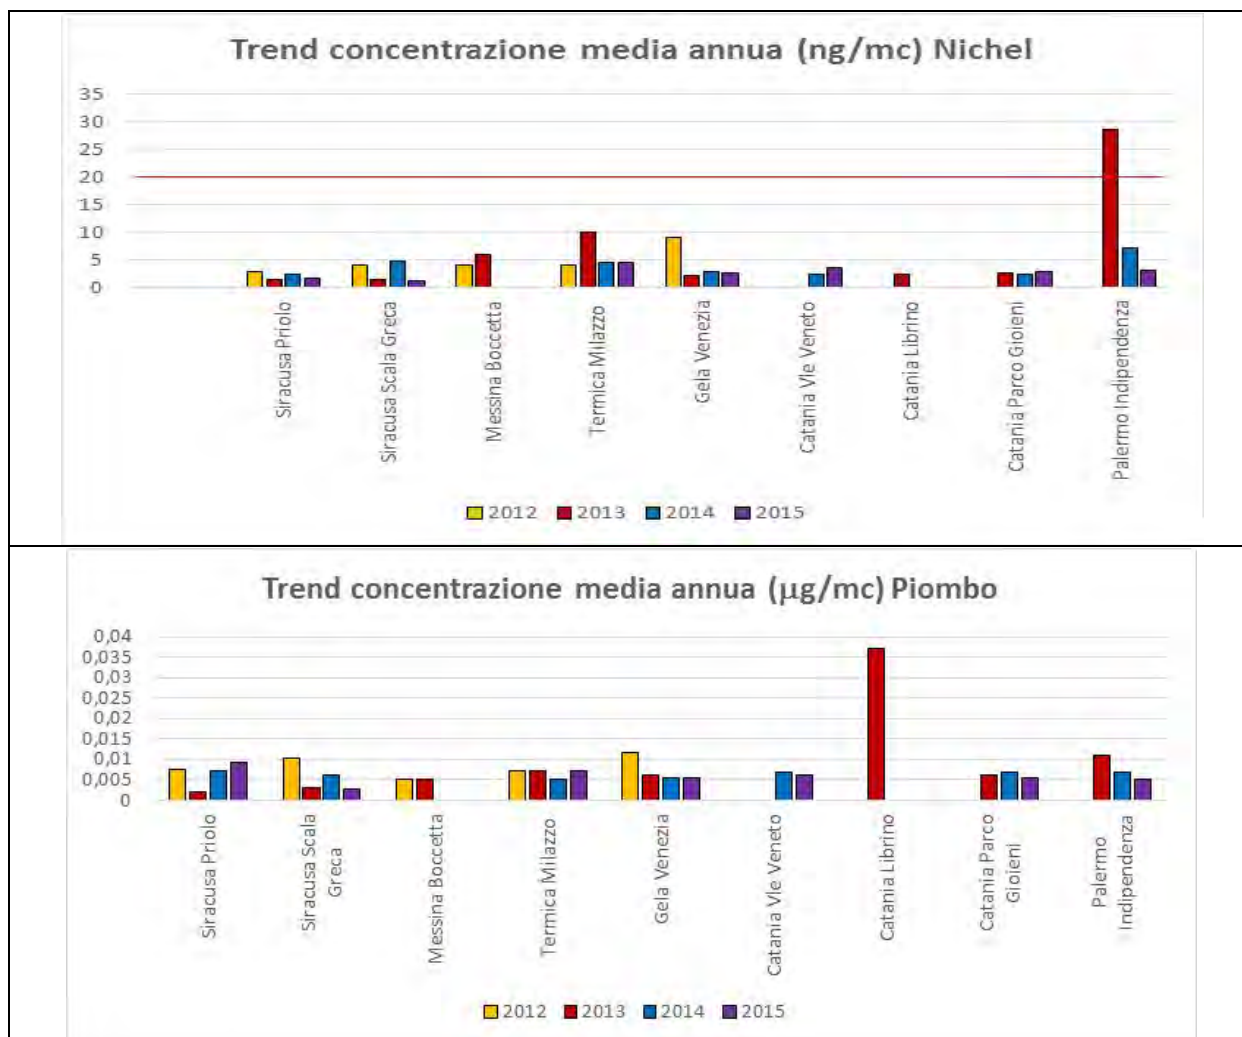 Trend concentrazione media annua (ng/mc) Nichel
35
30
25
20
15
10
5
0
Siracusa Priolo
Siracusa Scala Greca
Messina Boccetta
Termica Milazzo
Gela Venezia
Catania Vle Veneto
Catania Librino
Catania Parco Gioieni
Palermo Indipendenza
2012 2013 2014 2015
Trend concentrazione media annua (µg/mc) Piombo
0,04
0,035
0,03
0,025
0,02
0,015
0,01
0,005
0
Siracusa Priolo
Siracusa Scala
Greca
Messina Boccetta
Termica Milazzo
Gela Venezia
Catania Vle Veneto
Catania Librino
Catania Parco
Gioieni
Palermo
Indipendenza
2012 2013 2014 2015